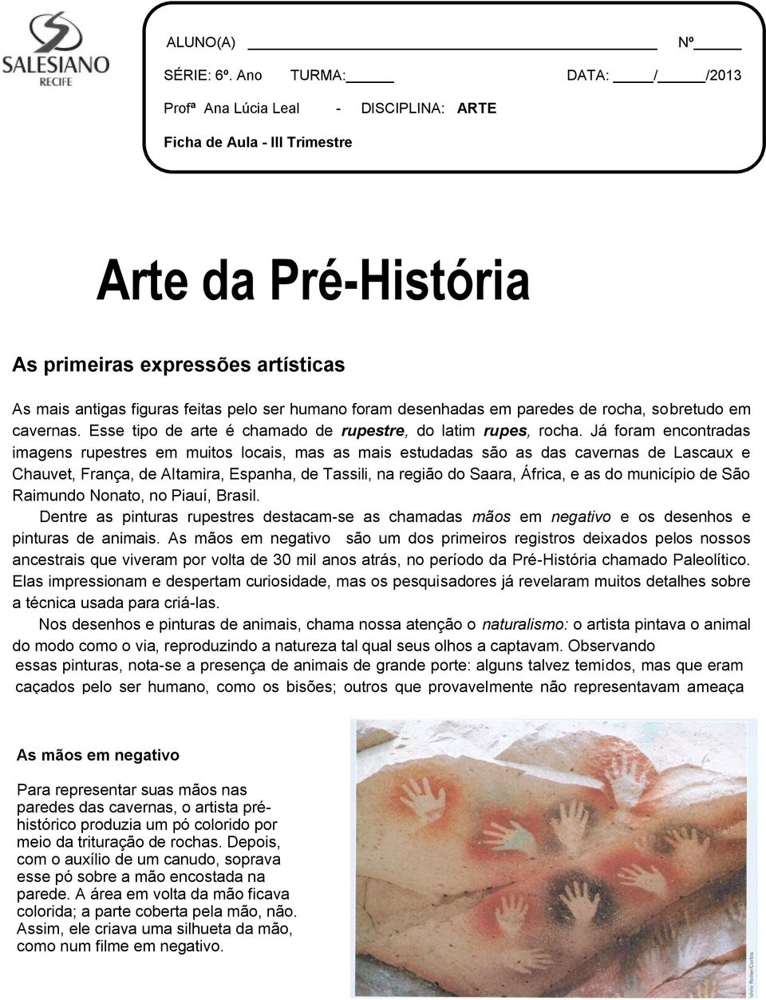 SALESIANO
RECIFE
ALUNO(A) ______ Nº____
SÉRIE: 6º. Ano TURMA:_____ DATA: ____/_____/2013
Profª Ana Lúcia Leal - DISCIPLINA: ARTE
Ficha de Aula - III Trimestre
Arte da Pré-História
As primeiras expressões artísticas
As mais antigas figuras feitas pelo ser humano foram desenhadas em paredes de rocha, sobretudo em
cavernas. Esse tipo de arte é chamado de rupestre, do latim rupes, rocha. Já foram encontradas
imagens rupestres em muitos locais, mas as mais estudadas são as das cavernas de Lascaux e
Chauvet, França, de Altamira, Espanha, de Tassili, na região do Saara, África, e as do município de São
Raimundo Nonato, no Piauí, Brasil.
Dentre as pinturas rupestres destacam-se as chamadas mãos em negativo e os desenhos e
pinturas de animais. As mãos em negativo são um dos primeiros registros deixados pelos nossos
ancestrais que viveram por volta de 30 mil anos atrás, no período da Pré-História chamado Paleolítico.
Elas impressionam e despertam curiosidade, mas os pesquisadores já revelaram muitos detalhes sobre
a técnica usada para criá-las.
Nos desenhos e pinturas de animais, chama nossa atenção o naturalismo: o artista pintava o animal
do modo como o via, reproduzindo a natureza tal qual seus olhos a captavam. Observando
essas pinturas, nota-se a presença de animais de grande porte: alguns talvez temidos, mas que eram
caçados pelo ser humano, como os bisões; outros que provavelmente não representavam ameaça
As mãos em negativo
Para representar suas mãos nas
paredes das cavernas, o artista pré-
histórico produzia um pó colorido por
meio da trituração de rochas. Depois,
com o auxílio de um canudo, soprava
esse pó sobre a mão encostada na
parede. A área em volta da mão ficava
colorida; a parte coberta pela mão, não.
Assim, ele criava uma silhueta da mão,
como num filme em negativo.